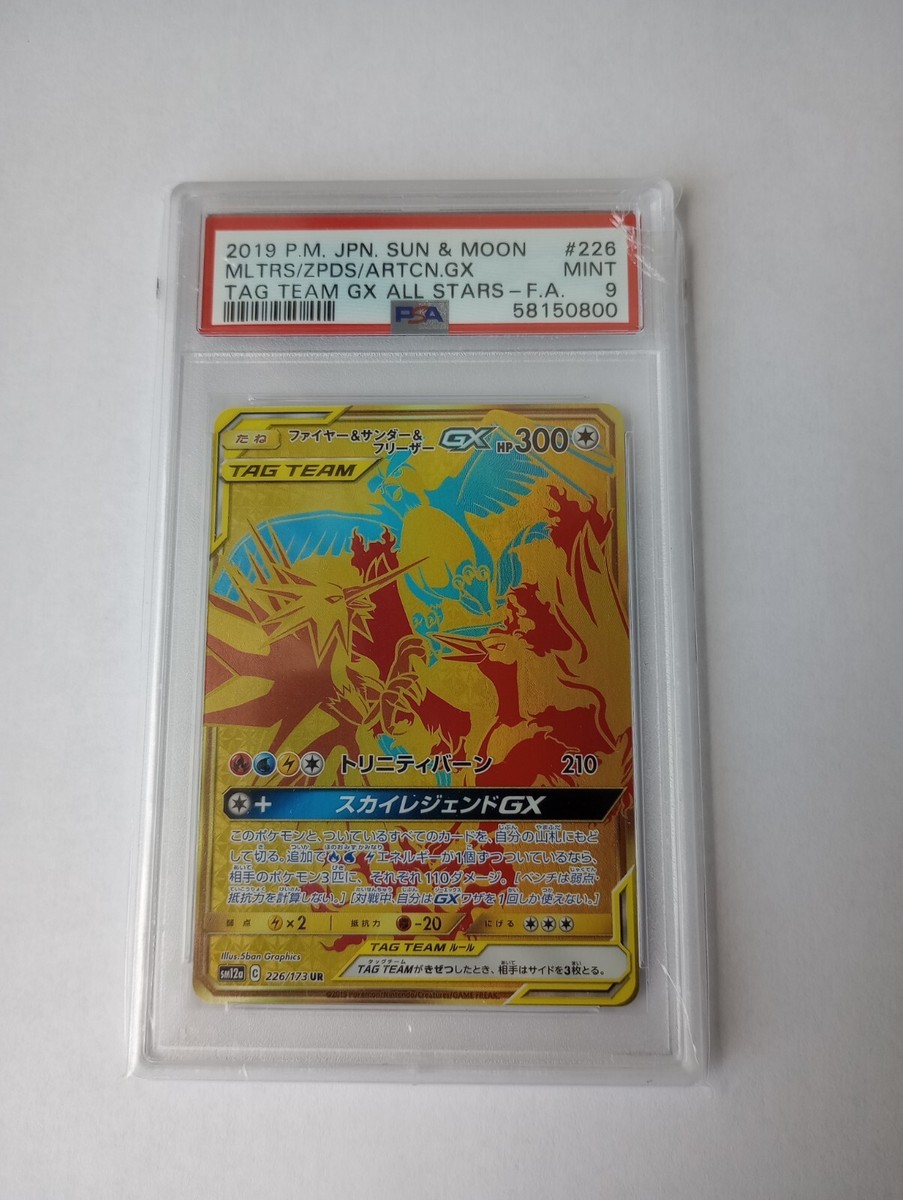 2019 P.M. JPN. SUN & MOON #226
MLTRS/ZPDS/ARTCN.GX MINT
TAG TEAM GX ALL STARS-F.A. 9
PSA 58150800
たね ファイヤー&サンダー&フリーザー GX HP300
TAG TEAM
トリニティバーン 210
+ スカイレジェンドGX
このポケモンと、ついているすべてのカードを、自分の山札にもど
して切る。追加でエネルギーが1個ずつついているなら、
相手のポケモン3匹に、それぞれ110ダメージ。[ベンチは弱点・
抵抗力を計算しない。] [対戦中、自分はGXワザを1回しか使えない。]
弱点 ×2 抵抗力 -20 にげる
TAG TEAM ルール
Illus. 5ban Graphics
TAG TEAMがきぜつしたとき、相手はサイドを3枚とる。
sm12a C 226/173 UR
©2019 Pokémon/Nintendo/Creatures/GAME FREAK.